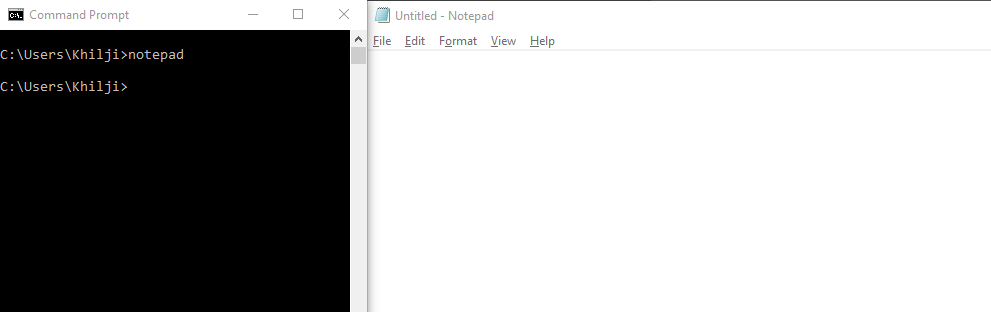 Command Prompt
C:\Users\Khilji>notepad
C:\Users\Khilji>
Untitled - Notepad
File Edit Format View Help